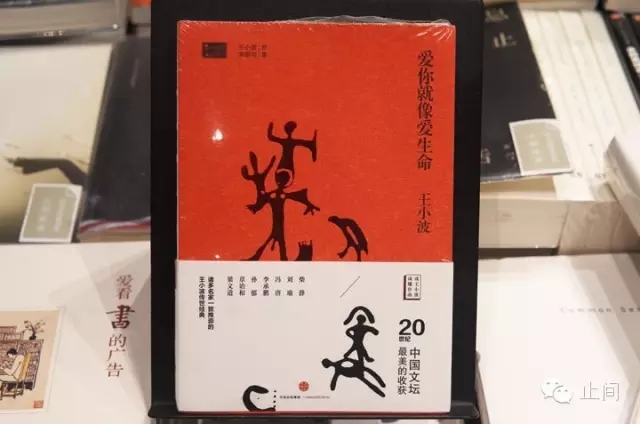 爱你就像爱生命
王小波
柴静
刘瑜
冯唐
李承鹏
孙郁
章诒和
梁文道
诸多名家一致推崇的
王小波传世经典
20
世纪
中国文坛
最美的收获
爱看
書
的广告
Common Se
止间